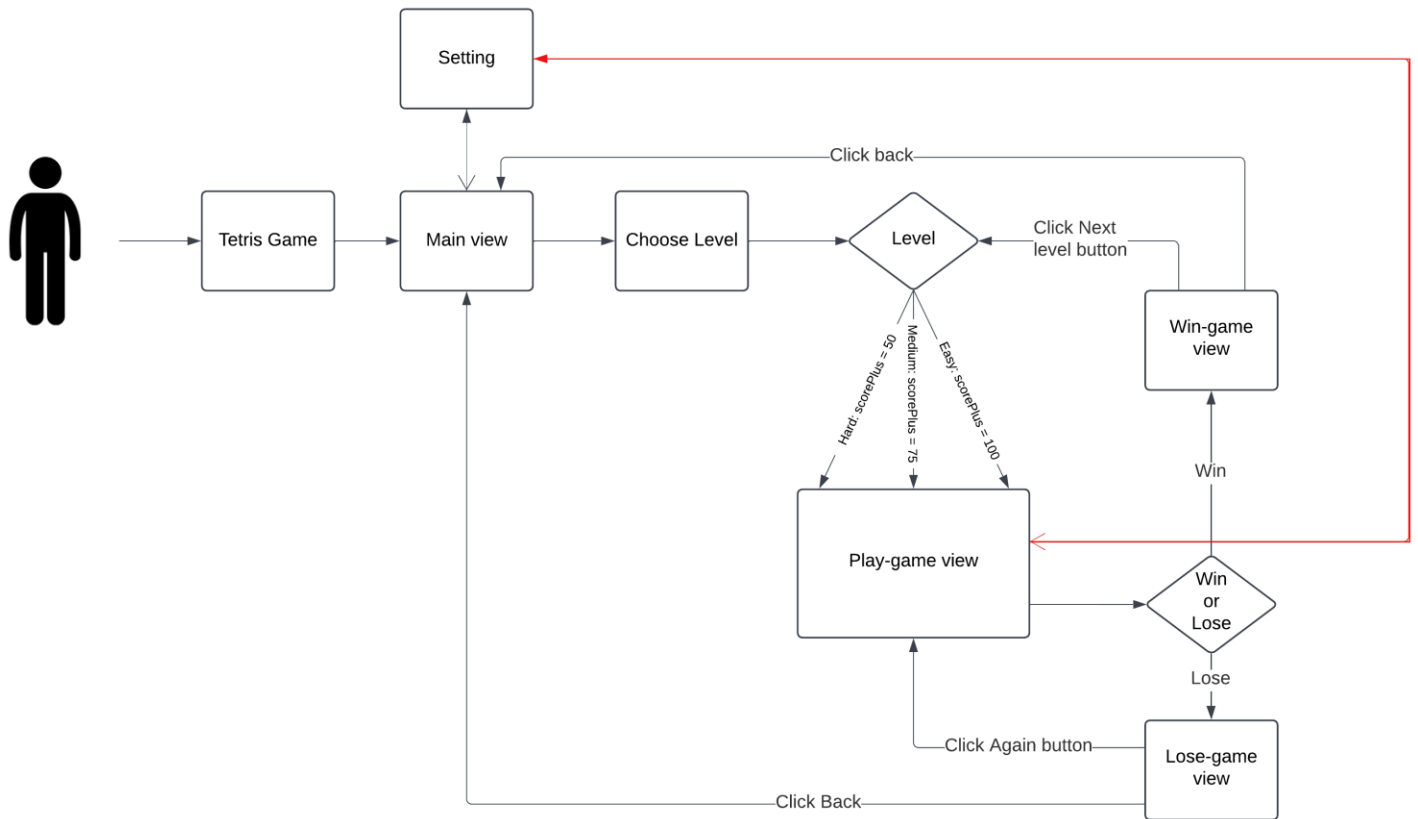 Setting
Click back
Tetris Game
Main view
Choose Level
Level
Click Next
level button
Win-game
view
Hard: scorePlus = 50
Medium: scorePlus = 75
Easy: scorePlus = 100
Win
Play-game view
Win
or
Lose
Lose
Click Again button
Lose-game
view
Click Back